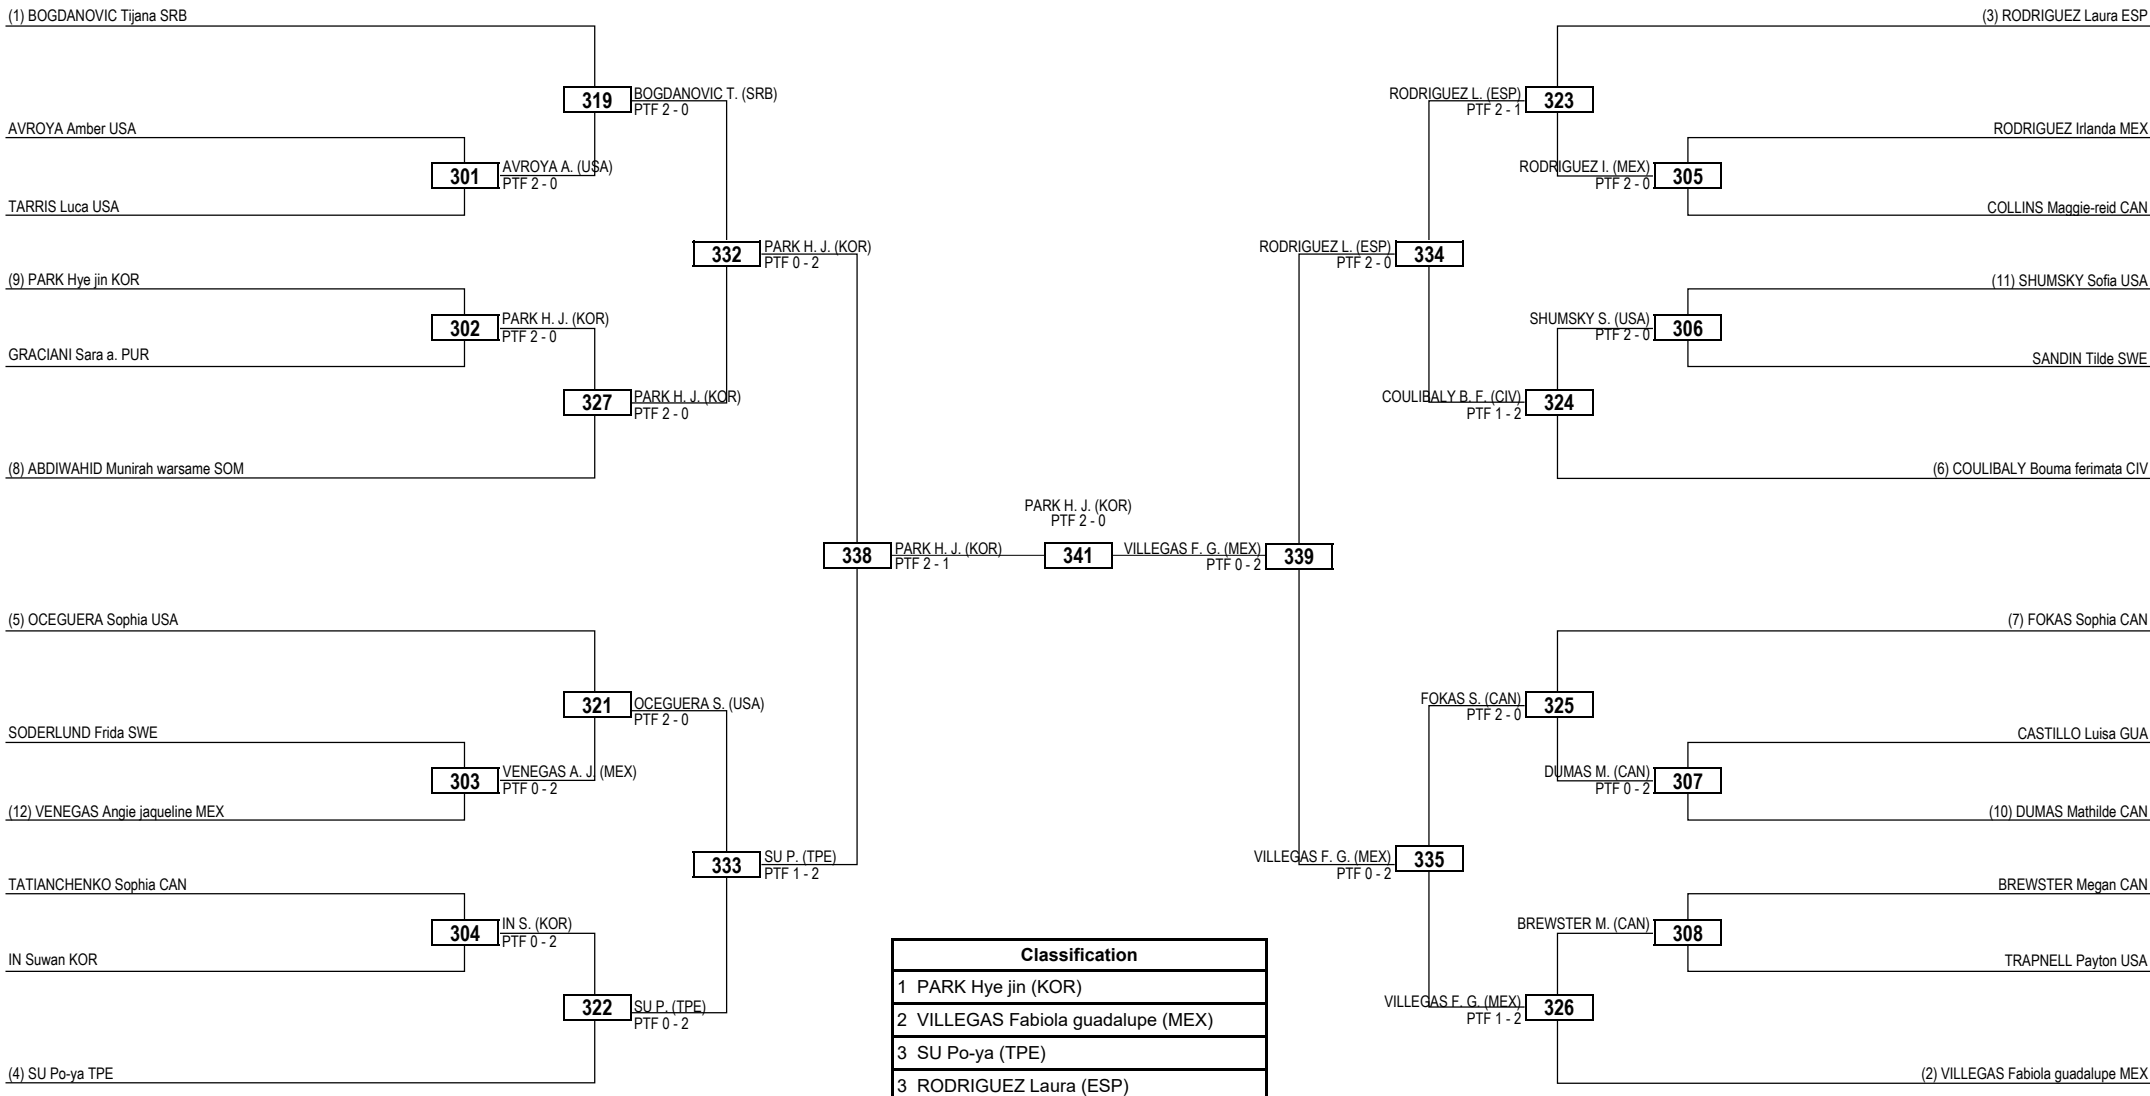 (1) BOGDANOVIC Tijana SRB
319
BOGDANOVIC T. (SRB)
PTF 2 - 0
AVROYA Amber USA
301
AVROYA A. (USA)
PTF 2 - 0
TARRIS Luca USA
332
PARK H. J. (KOR)
PTF 0 - 2
(9) PARK Hye jin KOR
302
PARK H. J. (KOR)
PTF 2 - 0
GRACIANI Sara a. PUR
327
PARK H. J. (KOR)
PTF 2 - 0
(8) ABDIWAHID Munirah warsame SOM
338
PARK H. J. (KOR)
PTF 2 - 1
(5) OCEGUERA Sophia USA
321
OCEGUERA S. (USA)
PTF 2 - 0
SODERLUND Frida SWE
303
VENEGAS A. J. (MEX)
PTF 0 - 2
(12) VENEGAS Angie jaqueline MEX
333
SU P. (TPE)
PTF 1 - 2
TATIANCHENKO Sophia CAN
304
IN S. (KOR)
PTF 0 - 2
IN Suwan KOR
322
SU P. (TPE)
PTF 0 - 2
(4) SU Po-ya TPE
PARK H. J. (KOR)
PTF 2 - 0
341
(3) RODRIGUEZ Laura ESP
RODRIGUEZ L. (ESP)
PTF 2 - 1
323
RODRIGUEZ Irlanda MEX
RODRIGUEZ I. (MEX)
PTF 2 - 0
305
COLLINS Maggie-reid CAN
RODRIGUEZ L. (ESP)
PTF 2 - 0
334
(11) SHUMSKY Sofia USA
SHUMSKY S. (USA)
PTF 2 - 0
306
SANDIN Tilde SWE
COULIBALY B. F. (CIV)
PTF 1 - 2
324
(6) COULIBALY Bouma ferimata CIV
VILLEGAS F. G. (MEX)
PTF 0 - 2
339
(7) FOKAS Sophia CAN
FOKAS S. (CAN)
PTF 2 - 0
325
CASTILLO Luisa GUA
DUMAS M. (CAN)
PTF 0 - 2
307
(10) DUMAS Mathilde CAN
VILLEGAS F. G. (MEX)
PTF 0 - 2
335
BREWSTER Megan CAN
BREWSTER M. (CAN)
308
TRAPNELL Payton USA
VILLEGAS F. G. (MEX)
PTF 1 - 2
326
(2) VILLEGAS Fabiola guadalupe MEX
Classification
1 PARK Hye jin (KOR)
2 VILLEGAS Fabiola guadalupe (MEX)
3 SU Po-ya (TPE)
3 RODRIGUEZ Laura (ESP)